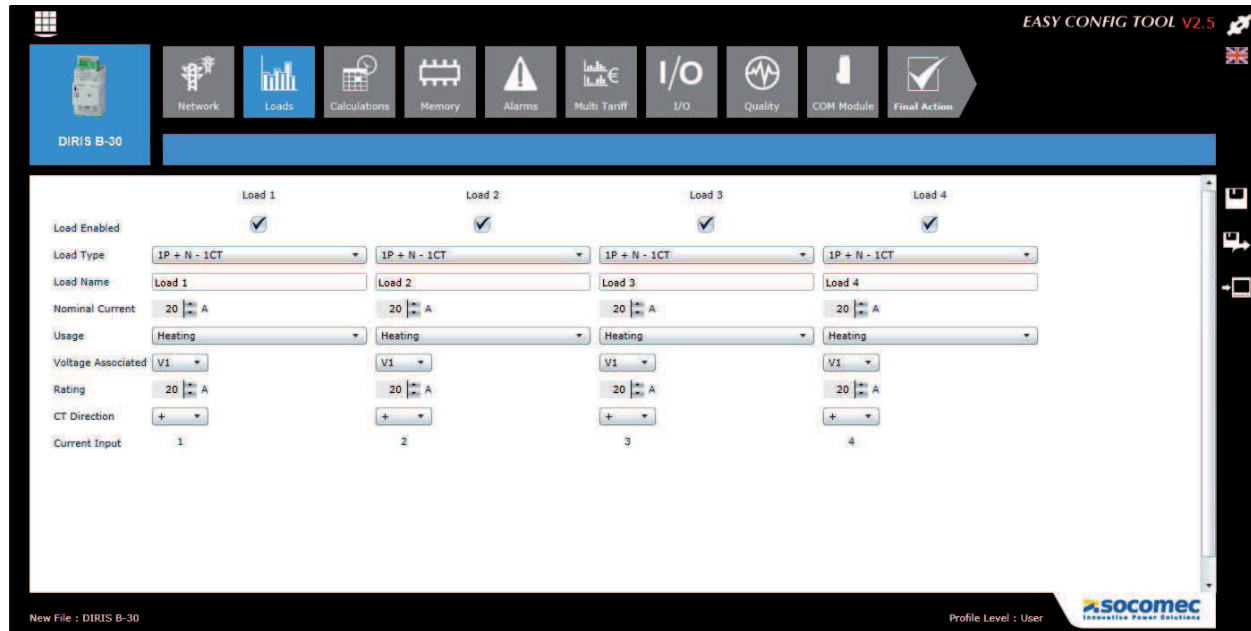 EASY CONFIG TOOL V2.5
Network
Loads
Calculations
Memory
Alarms
Multi Tariff
I/O
I/O
Quality
COM Module
Final Action
DIRIS B-30
Load 1 Load 2 Load 3 Load 4
Load Enabled
Load Type 1P + N - 1CT 1P + N - 1CT 1P + N - 1CT 1P + N - 1CT
Load Name Load 1 Load 2 Load 3 Load 4
Nominal Current 20 A 20 A 20 A 20 A
Usage Heating Heating Heating Heating
Voltage Associated V1 V1 V1 V1
Rating 20 A 20 A 20 A 20 A
CT Direction + + + +
Current Input 1 2 3 4
New File : DIRIS B-30
Profile Level : User
socomec
Innovative Power Solutions